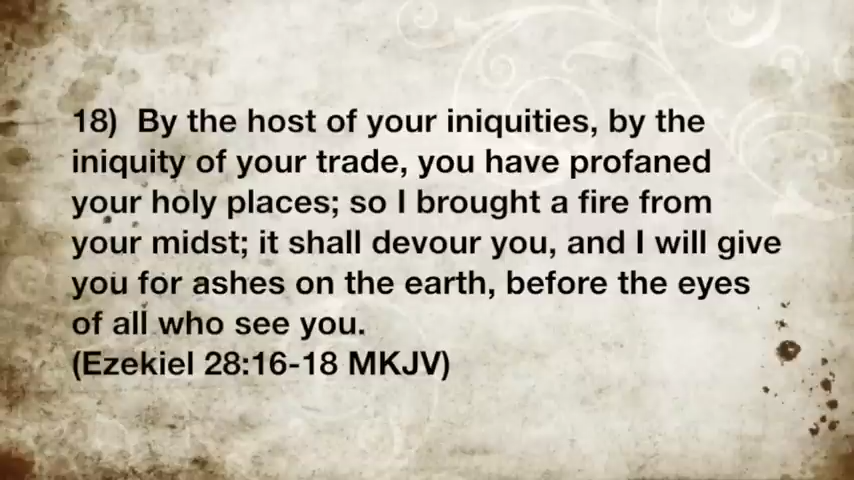 18)  By the host of your iniquities, by the
iniquity of your trade, you have profaned
your holy places; so I brought a fire from
your midst; it shall devour you, and I will give
you for ashes on the earth, before the eyes
of all who see you.
(Ezekiel 28:16-18 MKJV)